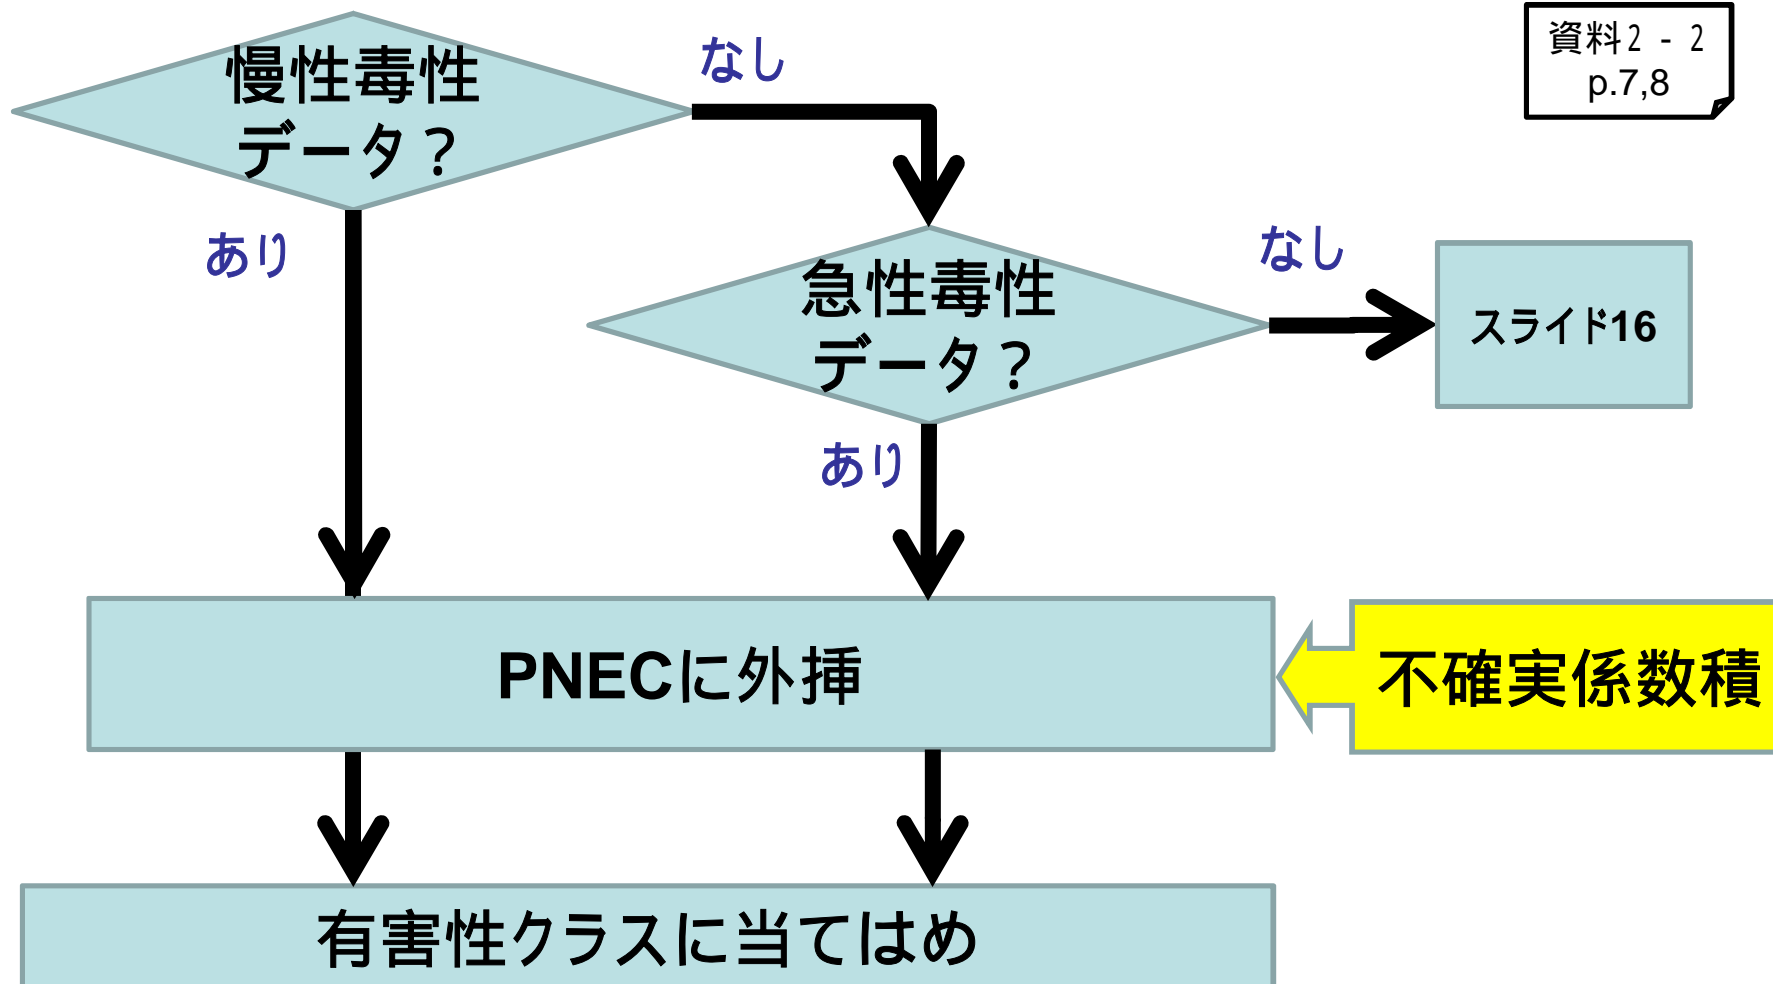 資料2-2
p.7,8
慢性毒性
データ?
なし
あり
急性毒性
データ?
なし
スライド16
あり
PNECに外挿
不確実係数積
有害性クラスに当てはめ